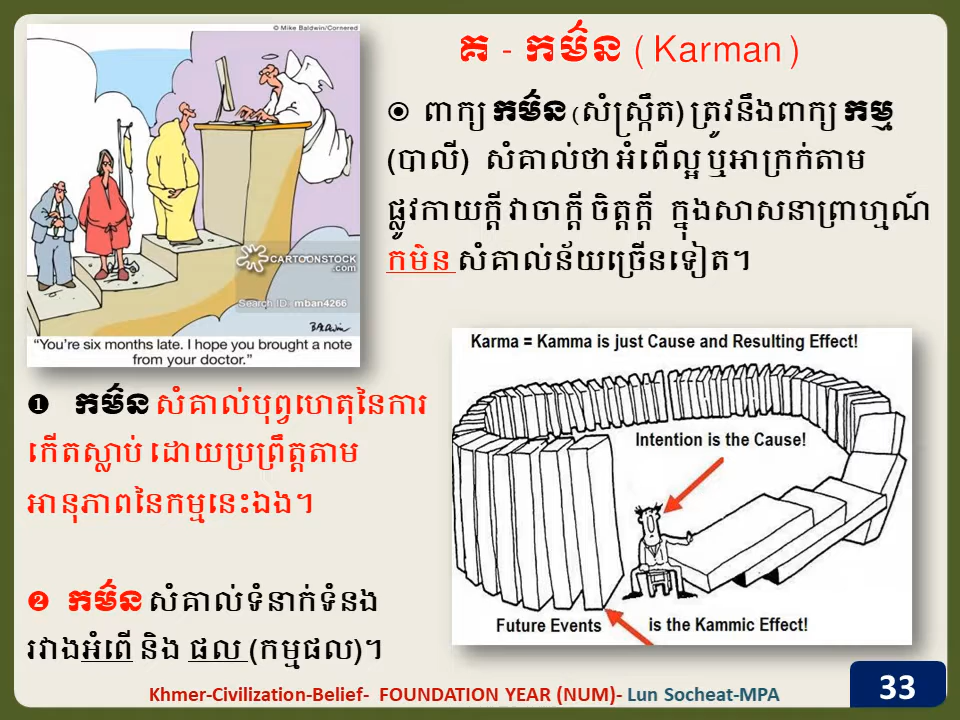 © Mike Baldwin/Cornered
CARTOONSTOCK
.com
Search ID: mban4266
"You're six months late. I hope you brought a note
from your doctor."
គ - កម៌ន ( Karman )
◉ ពាក្យ កម៌ន (សំស្ក្រឹត) ត្រូវនឹងពាក្យ កម្ម
(បាលី) សំគាល់ថា អំពើល្អ ឬអាក្រក់តាម
ផ្លូវកាយក្តី វាចាក្តី ចិត្តក្តី ក្នុងសាសនាព្រាហ្មណ៍
កម៌ន សំគាល់ន័យច្រើនទៀត។
❶ កម៌ន សំគាល់បុព្វហេតុនៃការ
កើតស្លាប់ ដោយប្រព្រឹត្តតាម
អានុភាពនៃកម្មនេះឯង។
❷ កម៌ន សំគាល់ទំនាក់ទំនង
រវាងអំពើ និង ផល (កម្មផល)។
Karma = Kamma is just Cause and Resulting Effect!
Intention is the Cause!
Future Events
is the Kammic Effect!
Khmer-Civilization-Belief- FOUNDATION YEAR (NUM)- Lun Socheat-MPA
33